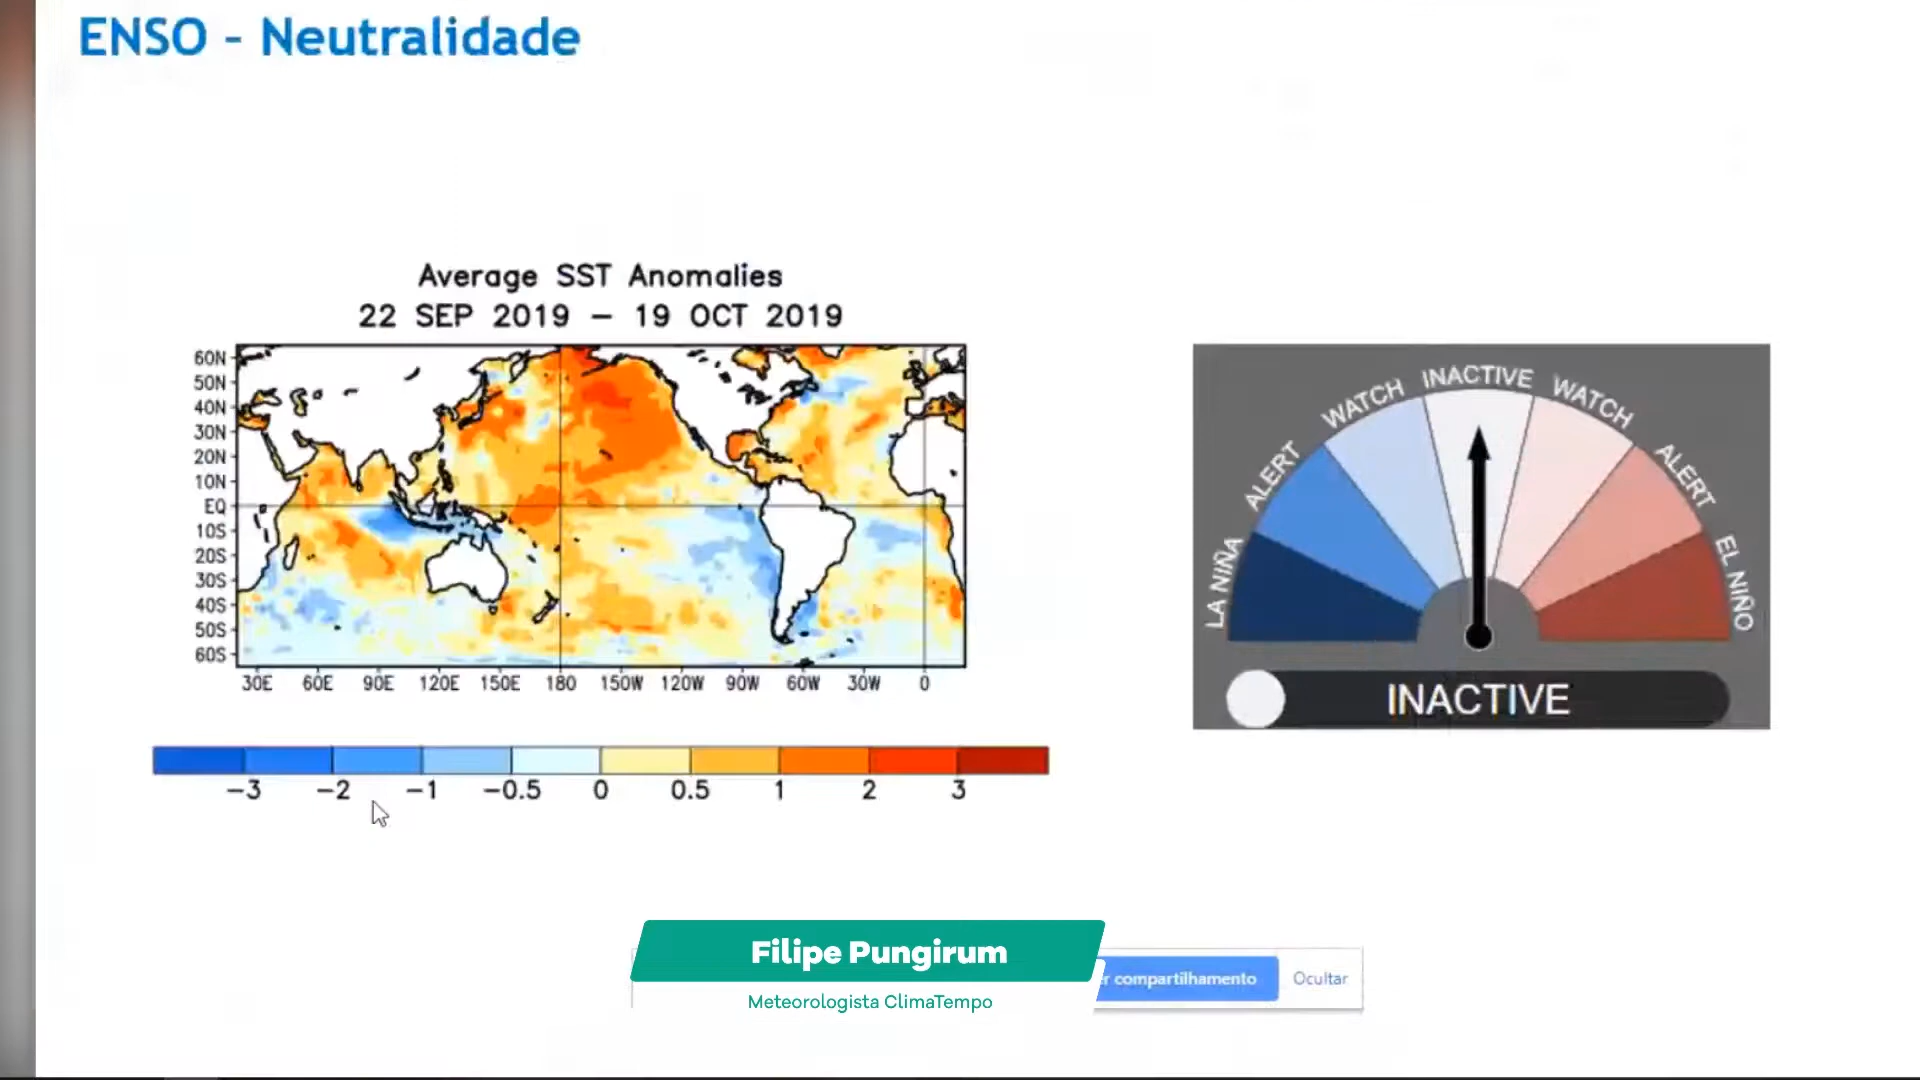 ENSO - Neutralidade
Average SST Anomalies
22 SEP 2019 - 19 OCT 2019
60N
50N
40N
30N
20N
10N
EQ
10S
20S
30S
40S
50S
60S
30E 60E 90E 120E 150E 180 150W 120W 90W 60W 30W 0
-3 -2 -1 -0.5 0 0.5 1 2 3
LA NIÑA ALERT WATCH INACTIVE WATCH ALERT EL NIÑO
INACTIVE
Filipe Pungirum
Meteorologista ClimaTempo
compartilhamento Ocultar